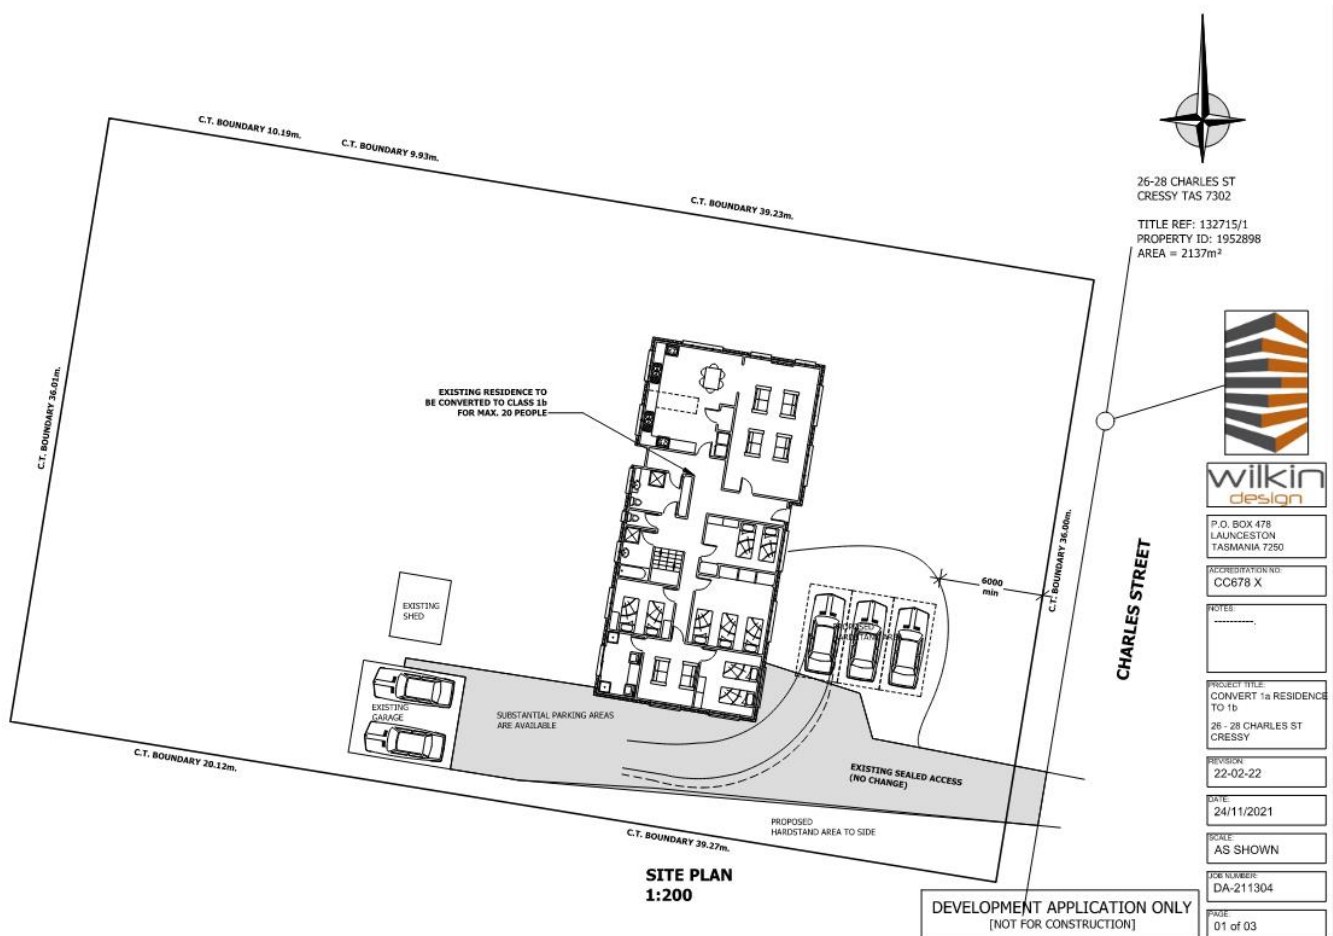 C.T. BOUNDARY 10.19m.
C.T. BOUNDARY 9.93m.
C.T. BOUNDARY 39.23m.
26-28 CHARLES ST
CRESSY TAS 7302
TITLE REF: 132715/1
PROPERTY ID: 1952898
AREA = 2137m²
C.T. BOUNDARY 36.01m.
EXISTING RESIDENCE TO
BE CONVERTED TO CLASS 1b
FOR MAX. 20 PEOPLE
wilkin
design
P.O. BOX 478
LAUNCESTON
TASMANIA 7250
ACCREDITATION NO:
CC678 X
NOTES:
----------.
C.T. BOUNDARY 36.00m.
6000
min
CHARLES STREET
EXISTING
SHED
PROPOSED
HARDSTAND AREA
EXISTING
GARAGE
SUBSTANTIAL PARKING AREAS
ARE AVAILABLE
EXISTING SEALED ACCESS
(NO CHANGE)
PROPOSED
HARDSTAND AREA TO SIDE
C.T. BOUNDARY 20.12m.
C.T. BOUNDARY 39.27m.
PROJECT TITLE:
CONVERT 1a RESIDENCE
TO 1b
26 - 28 CHARLES ST
CRESSY
REVISION:
22-02-22
DATE:
24/11/2021
SCALE:
AS SHOWN
JOB NUMBER:
DA-211304
PAGE:
01 of 03
SITE PLAN
1:200
DEVELOPMENT APPLICATION ONLY
[NOT FOR CONSTRUCTION]